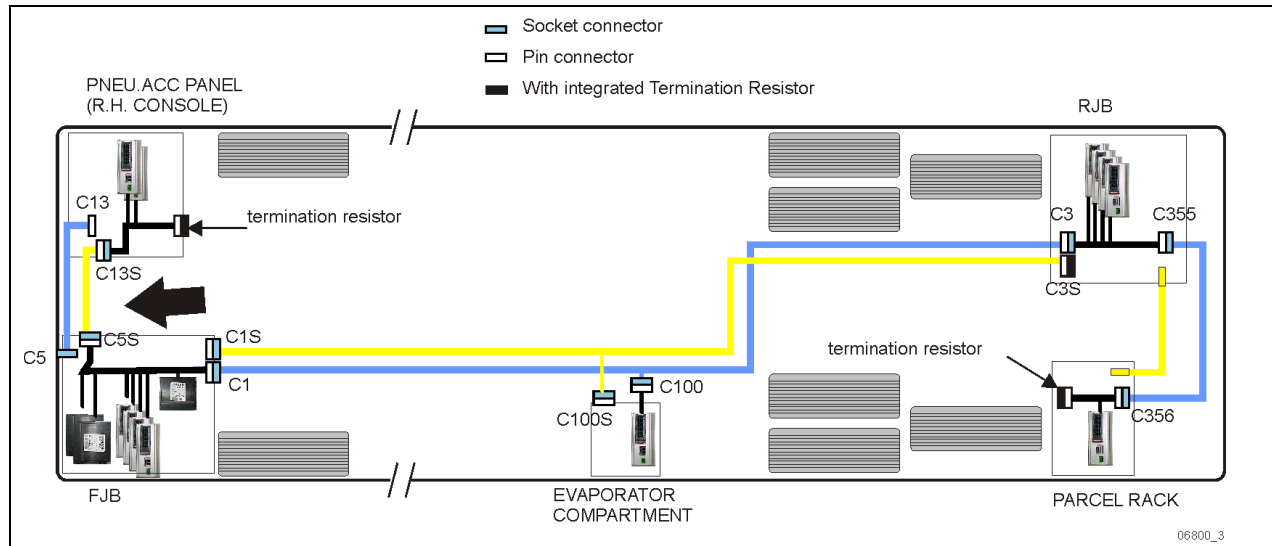 Socket connector
Pin connector
With integrated Termination Resistor
PNEU.ACC PANEL
(R.H. CONSOLE)
RJB
C13
termination resistor
C3
C355
C13S
C3S
C5
C5S
C1S
C1
termination resistor
C100
C100S
C356
FJB
EVAPORATOR
COMPARTMENT
PARCEL RACK
06800_3